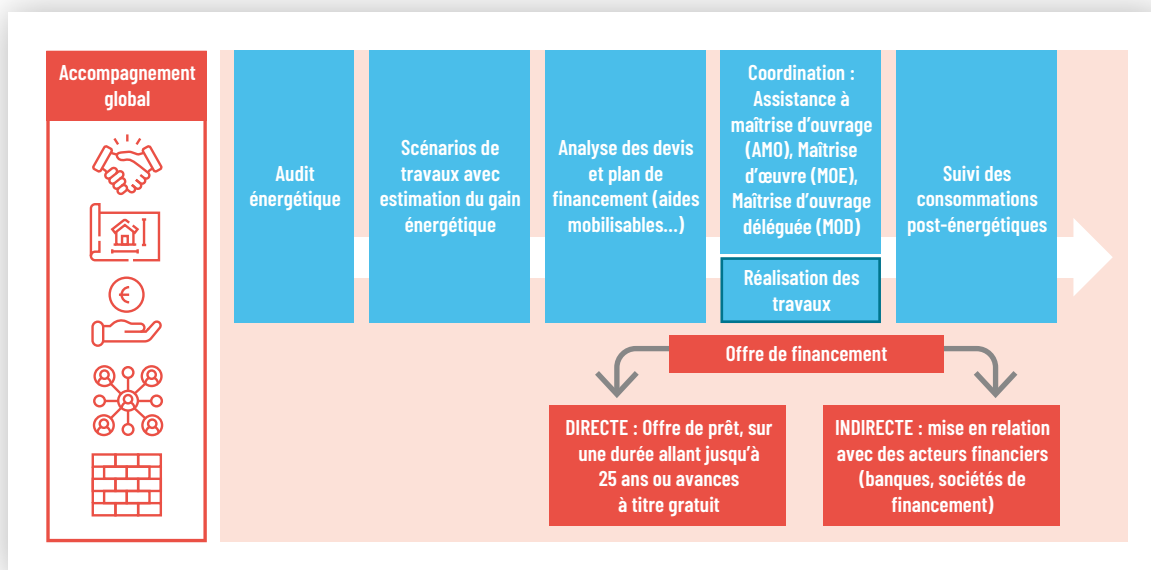 Accompagnement
global
Audit
énergétique
Scénarios de
travaux avec
estimation du gain
énergétique
Analyse des devis
et plan de
financement (aides
mobilisables...)
Coordination :
Assistance à
maîtrise d’ouvrage
(AMO), Maîtrise
d’œuvre (MOE),
Maîtrise d’ouvrage
déléguée (MOD)
Réalisation des
travaux
Suivi des
consommations
post-énergétiques
Offre de financement
DIRECTE : Offre de prêt, sur
une durée allant jusqu’à
25 ans ou avances
à titre gratuit
INDIRECTE : mise en relation
avec des acteurs financiers
(banques, sociétés de
financement)